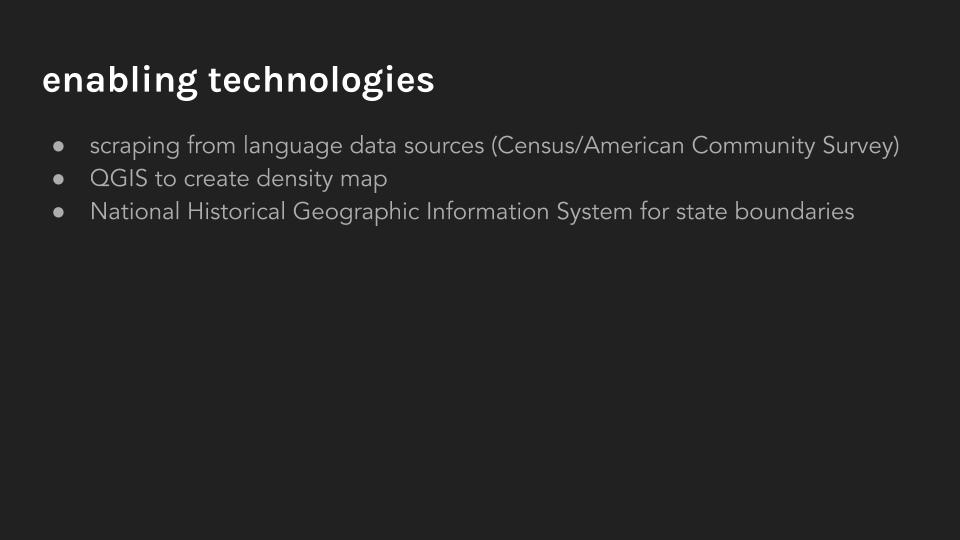 enabling technologies
● scraping from language data sources (Census/American Community Survey)
● QGIS to create density map
● National Historical Geographic Information System for state boundaries